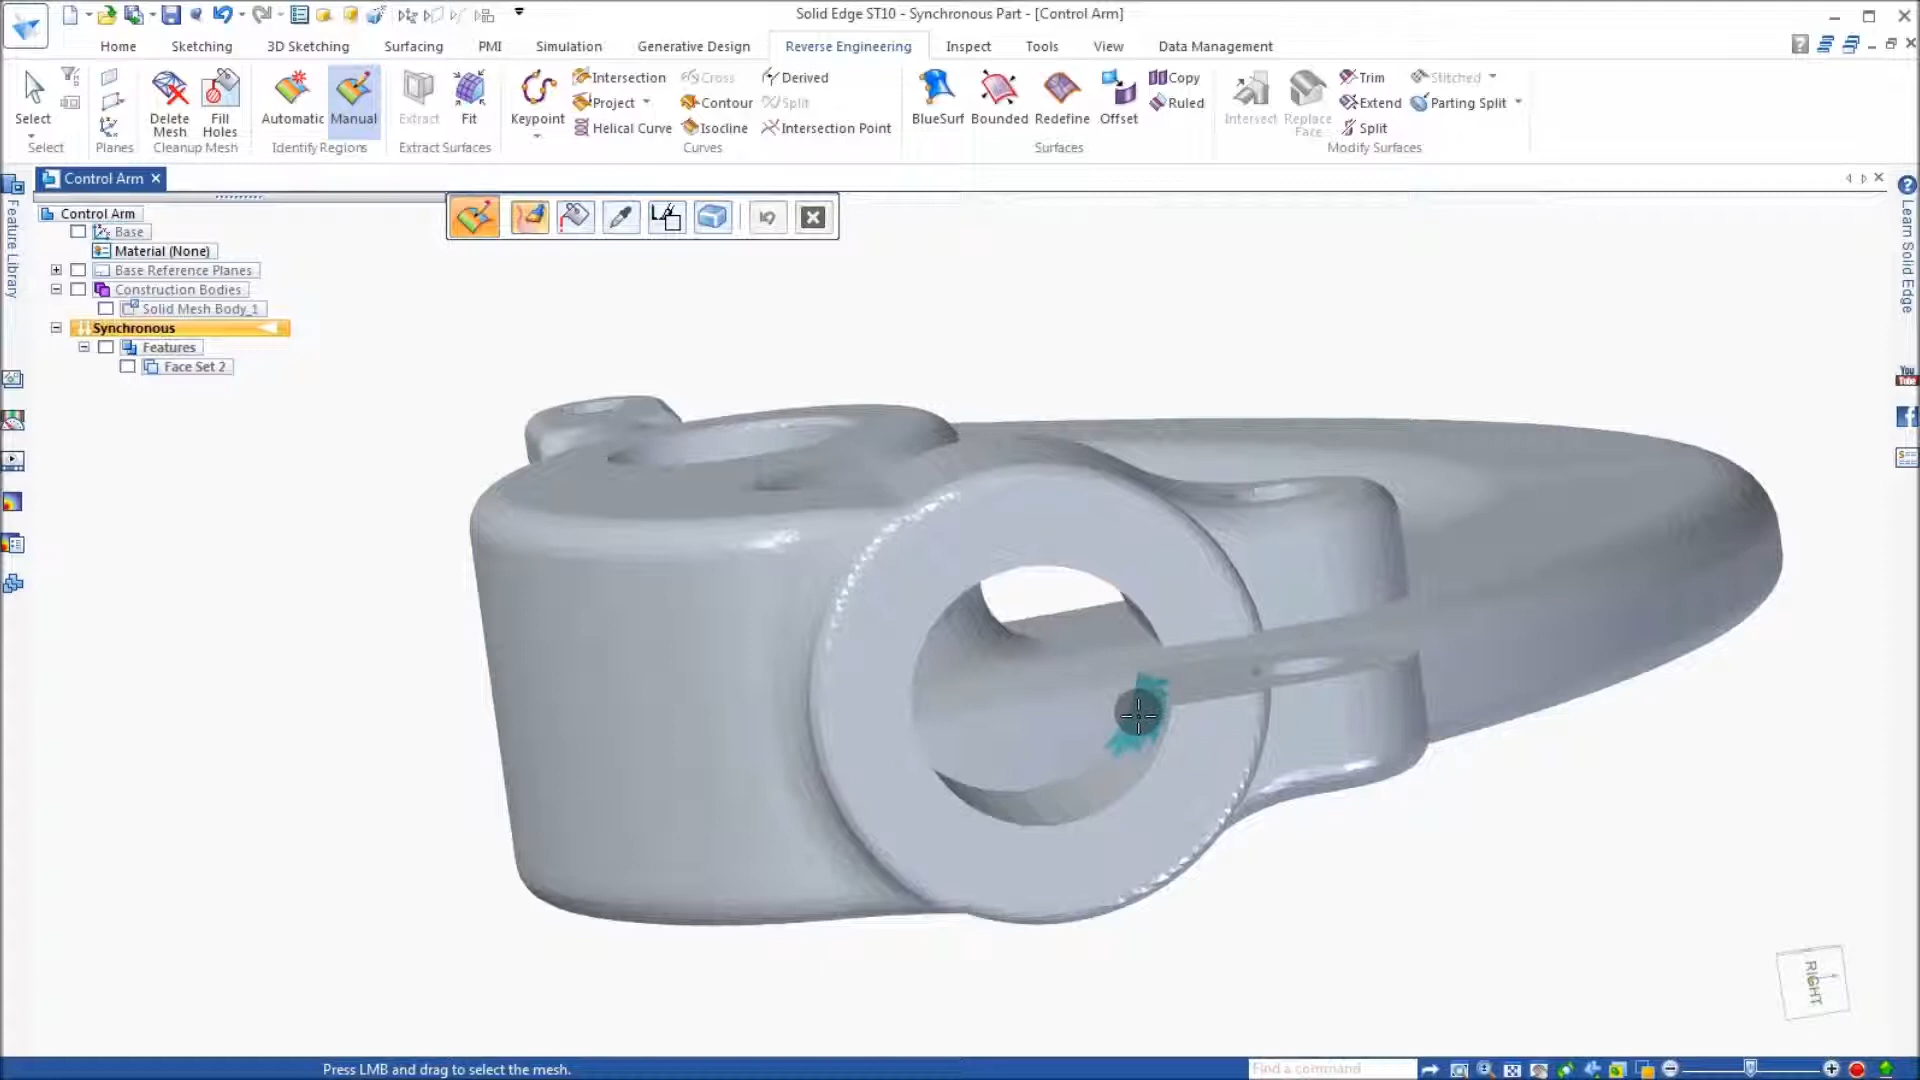 Solid Edge ST10 - Synchronous Part - [Control Arm]
Home Sketching 3D Sketching Surfacing PMI Simulation Generative Design Reverse Engineering Inspect Tools View Data Management
Select
Select
Planes
Delete Mesh
Fill Holes
Cleanup Mesh
Automatic
Manual
Identify Regions
Extract
Fit
Extract Surfaces
Keypoint
Intersection
Project
Helical Curve
Cross
Contour
Isocline
Derived
Split
Intersection Point
Curves
BlueSurf
Bounded
Redefine
Offset
Copy
Ruled
Surfaces
Intersect
Replace Face
Trim
Extend
Split
Stitched
Parting Split
Modify Surfaces
Control Arm
Feature Library
Control Arm
Base
Material (None)
Base Reference Planes
Construction Bodies
Solid Mesh Body_1
Synchronous
Features
Face Set 2
Learn Solid Edge
You
Tube
RIGHT
Press LMB and drag to select the mesh.
Find a command